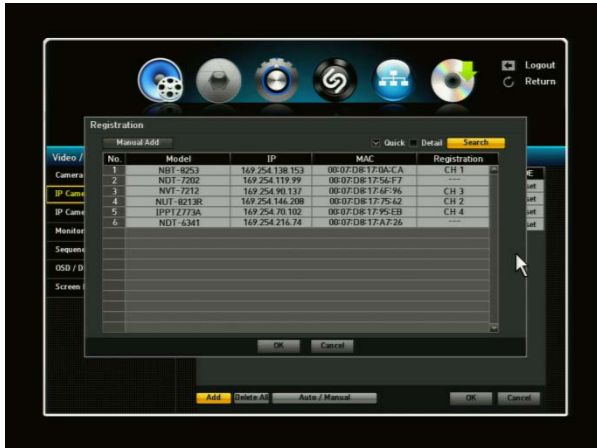 Logout
Return
Registration
Manual Add Quick Detail Search
Video /
No. Model IP MAC Registration
Camera
1 NBT-8253 169.254.138.153 00:07:D8:17:0A:CA CH 1
2 NDT-7202 169.254.119.99 00:07:D8:17:56:F7 ---
IP Came
3 NVT-7212 169.254.90.137 00:07:D8:17:6F:96 CH 3
4 NUT-8213R 169.254.146.208 00:07:D8:17:75:62 CH 2
IP Came
5 IPPTZ773A 169.254.70.102 00:07:D8:17:95:EB CH 4
6 NDT-6341 169.254.216.74 00:07:D8:17:A7:26 ---
set
set
set
set
Monitor
Sequenc
OSD / D
Screen
OK Cancel
Add Delete All Auto / Manual OK Cancel